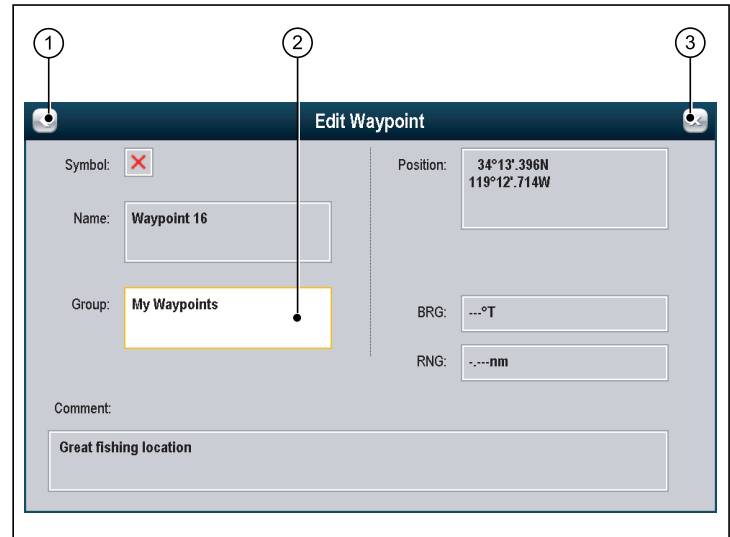 1
2
3
Edit Waypoint
Symbol:
Name:
Waypoint 16
Group:
My Waypoints
Position:
34°13'.396N
119°12'.714W
BRG:
---°T
RNG:
-.---nm
Comment:
Great fishing location